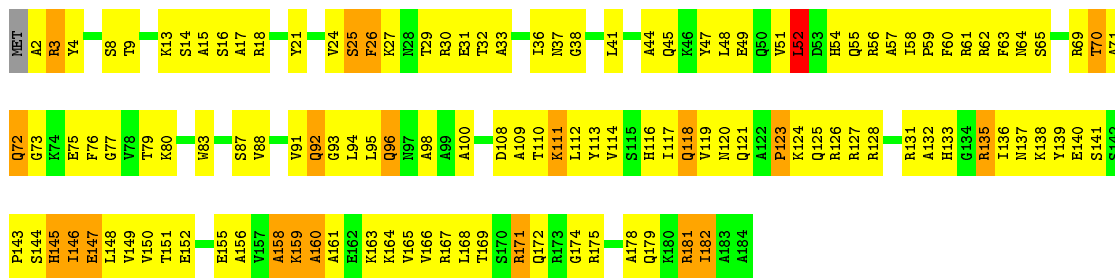 MET A2 R3 Y4 S8 T9 K13 S14 A15 S16 A17 R18 Y21 V24 S25 F26 K27 N28 T29 R30 E31 T32 A33 I36 N37 G38 L41 A44 Q45 K46 Y47 L48 E49 Q50 V51 L52 D53 H54 Q55 R56 A57 I58 P59 F60 R61 R62 F63 N64 S65 R69 T70 A71
Q72 G73 K74 E75 F76 G77 V78 T79 K80 W83 S87 V88 V91 Q92 G93 L94 L95 Q96 N97 A98 A99 A100 D108 A109 T110 K111 L112 Y113 V114 S115 H116 I117 Q118 V119 N120 Q121 A122 P123 K124 Q125 R126 R127 R128 R131 A132 H133 G134 R135 I136 N137 K138 Y139 E140 S141 S142
P143 S144 H145 I146 E147 L148 V149 V150 T151 E152 E155 A156 V157 A158 K159 A160 A161 E162 K163 K164 V165 V166 R167 L168 T169 S170 R171 Q172 R173 G174 R175 A178 Q179 K180 R181 I182 A183 A184